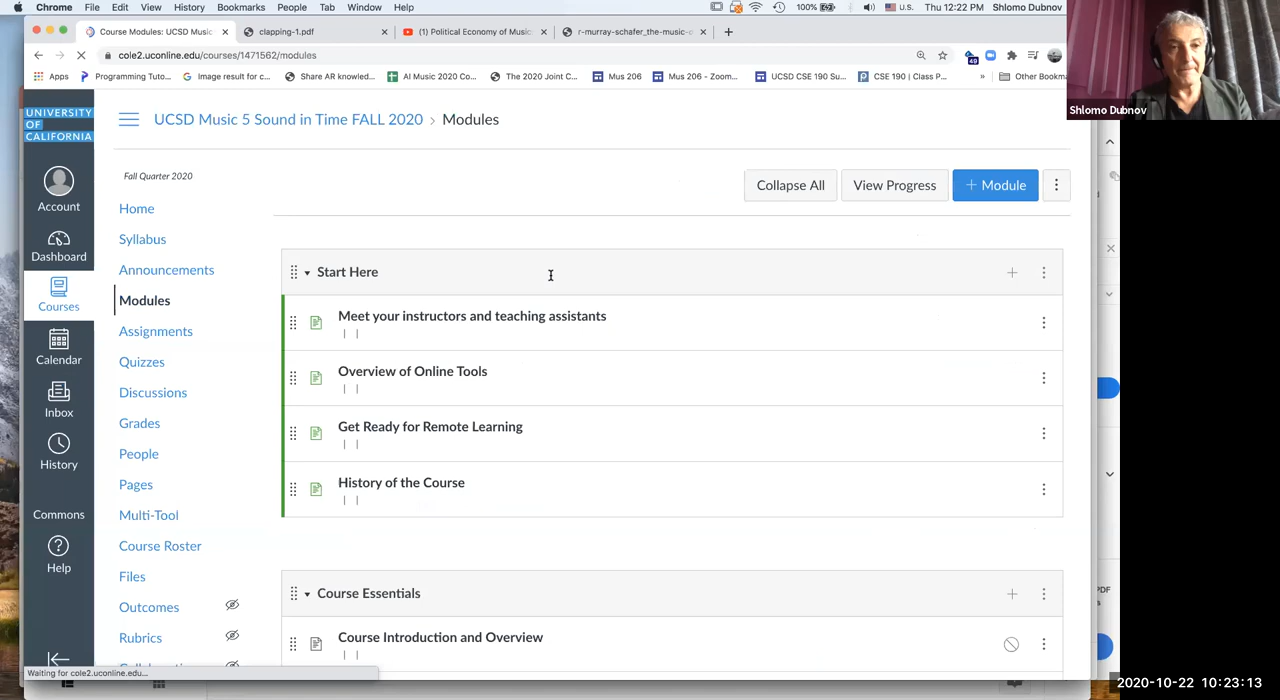 Chrome File Edit View History Bookmarks People Tab Window Help 100% U.S. Thu 12:22 PM Shlomo Dubnov
Course Modules: UCSD Music clapping-1.pdf (1) Political Economy of Music: r-murray-schafer_the-music-o
cole2.uconline.edu/courses/1471562/modules 49
Apps Programming Tuto... Image result for c... Share AR knowled... AI Music 2020 Co... The 2020 Joint C... Mus 206 Mus 206 - Zoom... UCSD CSE 190 Su... CSE 190 | Class P... » Other Bookma
Shlomo Dubnov
UNIVERSITY
OF
CALIFORNIA
Account
Dashboard
Courses
Calendar
Inbox
History
Commons
Help
UCSD Music 5 Sound in Time FALL 2020 › Modules
Fall Quarter 2020
Home
Syllabus
Announcements
Modules
Assignments
Quizzes
Discussions
Grades
People
Pages
Multi-Tool
Course Roster
Files
Outcomes
Rubrics
Collapse All View Progress + Module
Start Here
Meet your instructors and teaching assistants
| |
Overview of Online Tools
| |
Get Ready for Remote Learning
| |
History of the Course
| |
Course Essentials
Course Introduction and Overview
| |
Waiting for cole2.uconline.edu...
PDF
2020-10-22 10:23:13